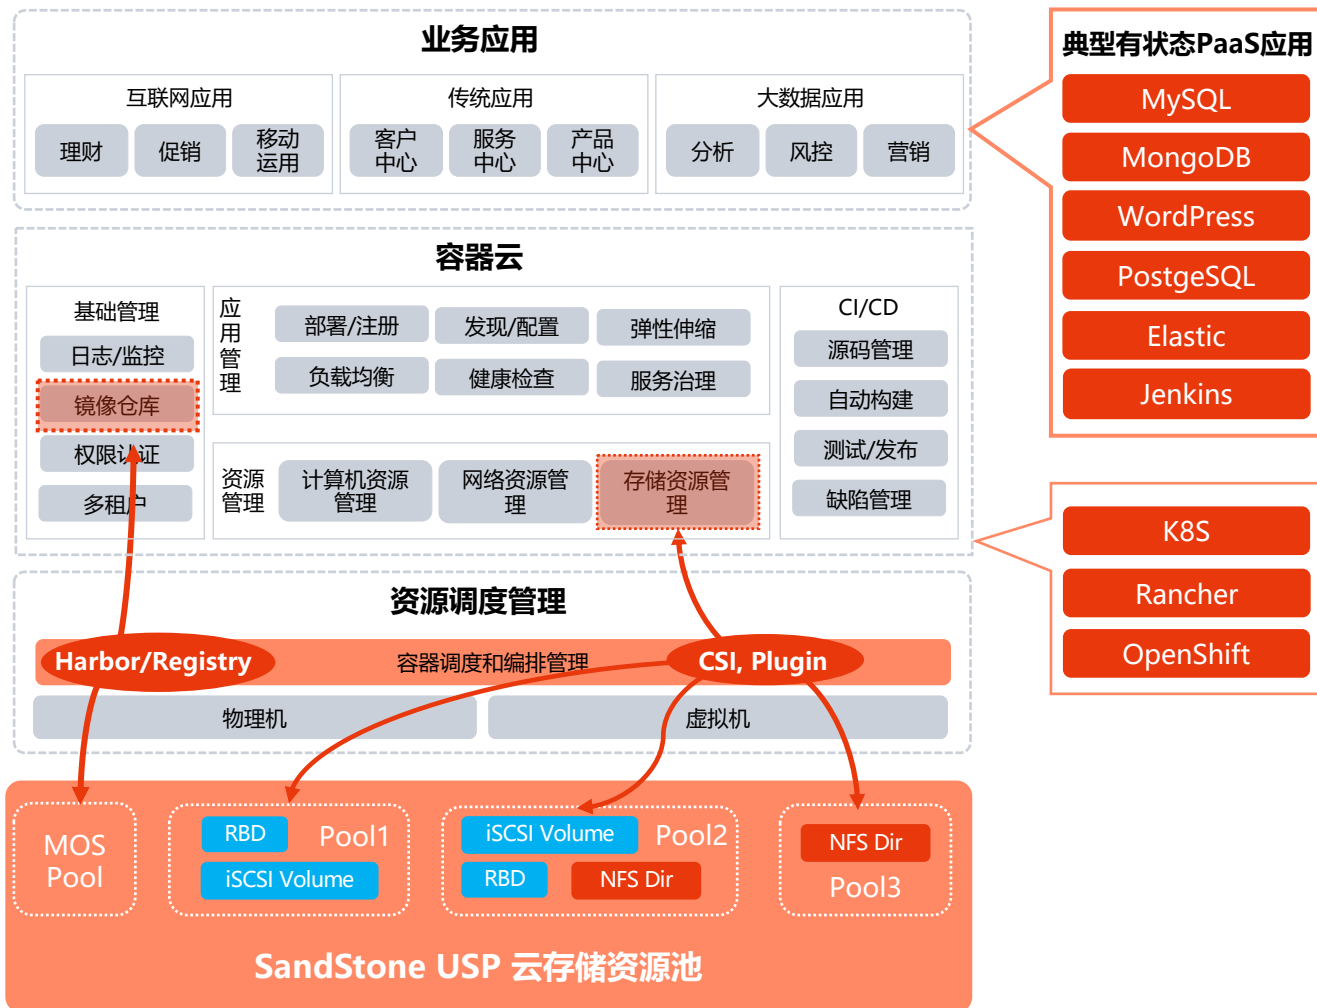 业务应用
互联网应用
理财
促销
移动
运用
传统应用
客户
中心
服务
中心
产品
中心
大数据应用
分析
风控
营销
典型有状态PaaS应用
MySQL
MongoDB
WordPress
PostgeSQL
Elastic
Jenkins
容器云
基础管理
日志/监控
镜像仓库
权限认证
多租户
应
用
管
理
部署/注册
发现/配置
弹性伸缩
负载均衡
健康检查
服务治理
资源
管理
计算机资源
管理
网络资源管
理
存储资源管
理
CI/CD
源码管理
自动构建
测试/发布
缺陷管理
K8S
Rancher
OpenShift
资源调度管理
Harbor/Registry
容器调度和编排管理
CSI, Plugin
物理机
虚拟机
MOS
Pool
RBD
Pool1
iSCSI Volume
iSCSI Volume
Pool2
RBD
NFS Dir
NFS Dir
Pool3
SandStone USP 云存储资源池